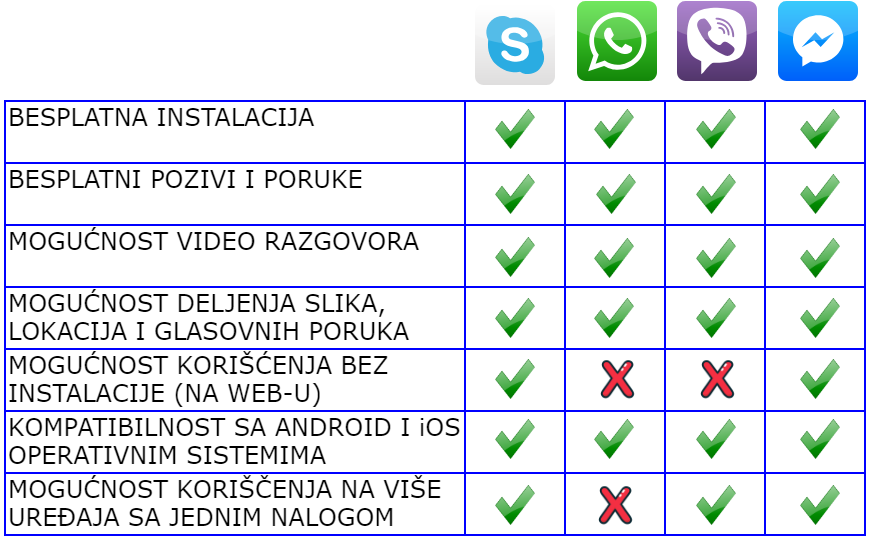 S
BESPLATNA INSTALACIJA
BESPLATNI POZIVI I PORUKE
MOGUĆNOST VIDEO RAZGOVORA
MOGUĆNOST DELJENJA SLIKA,
LOKACIJA I GLASOVNIH PORUKA
MOGUĆNOST KORIŠĆENJA BEZ
INSTALACIJE (NA WEB-U)
KOMPATIBILNOST SA ANDROID I iOS
OPERATIVNIM SISTEMIMA
MOGUĆNOST KORIŠČENJA NA VIŠE
UREĐAJA SA JEDNIM NALOGOM